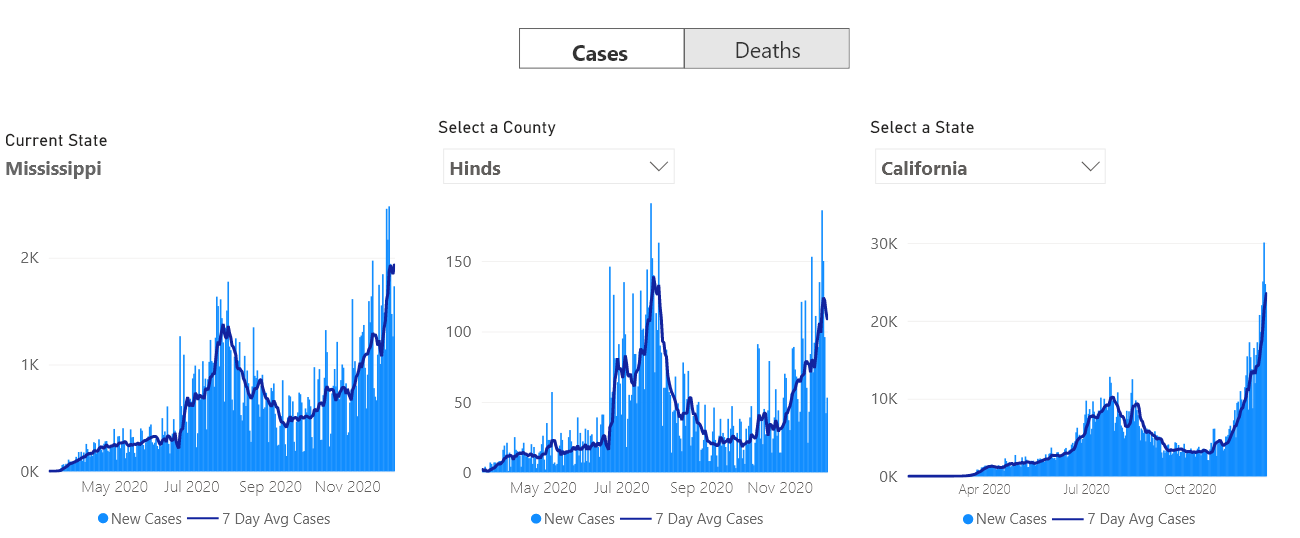 Cases Deaths
Current State
Mississippi
2K
1K
0K
May 2020 Jul 2020 Sep 2020 Nov 2020
New Cases 7 Day Avg Cases
Select a County
Hinds
150
100
50
0
May 2020 Jul 2020 Sep 2020 Nov 2020
New Cases 7 Day Avg Cases
Select a State
California
30K
20K
10K
0K
Apr 2020 Jul 2020 Oct 2020
New Cases 7 Day Avg Cases